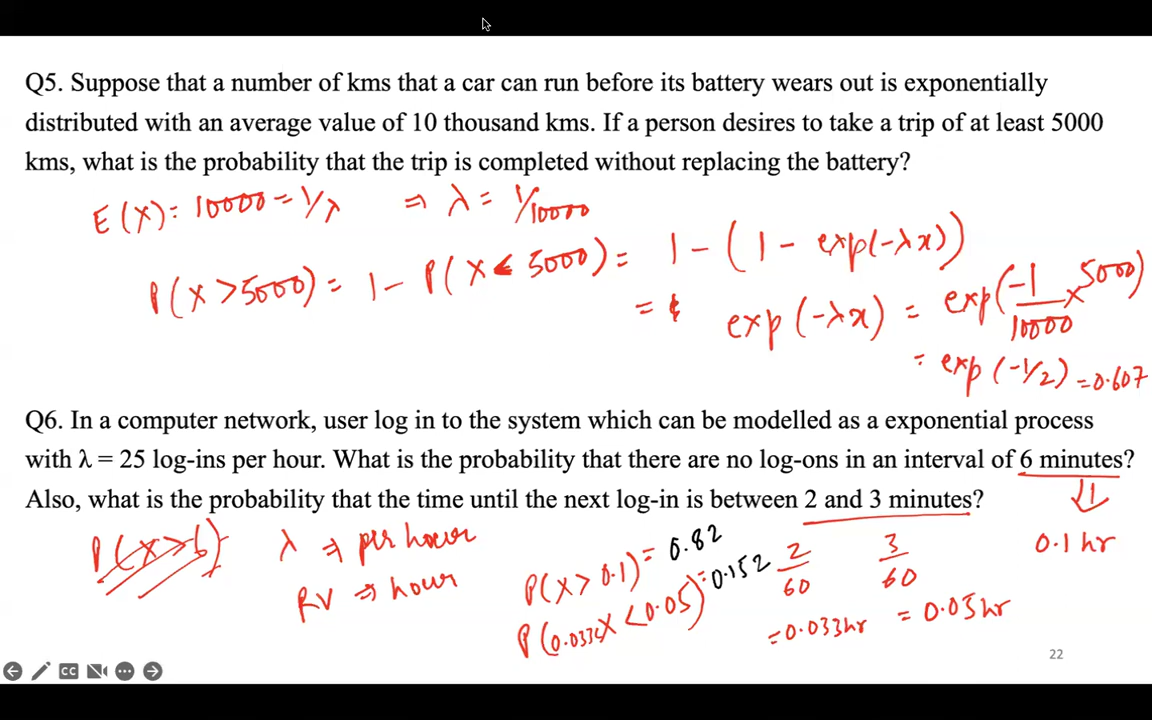 Q5. Suppose that a number of kms that a car can run before its battery wears out is exponentially
distributed with an average value of 10 thousand kms. If a person desires to take a trip of at least 5000
kms, what is the probability that the trip is completed without replacing the battery?
E(X) = 10000 = 1/λ ⇒ λ = 1/10000
P(X > 5000) = 1 - P(X < 5000) = 1 - (1 - exp(-λx))
= exp(-λx) = exp(-1/10000 × 5000)
= exp(-1/2) = 0.607
Q6. In a computer network, user log in to the system which can be modelled as a exponential process
with λ = 25 log-ins per hour. What is the probability that there are no log-ons in an interval of 6 minutes?
Also, what is the probability that the time until the next log-in is between 2 and 3 minutes?
P(X>6) λ ⇒ per hour
RV ⇒ hour
P(X > 0.1) = 0.82
P(0.033<X<0.05) = 0.152
2/60 = 0.033hr
3/60 = 0.05hr
0.1 hr
CC
22